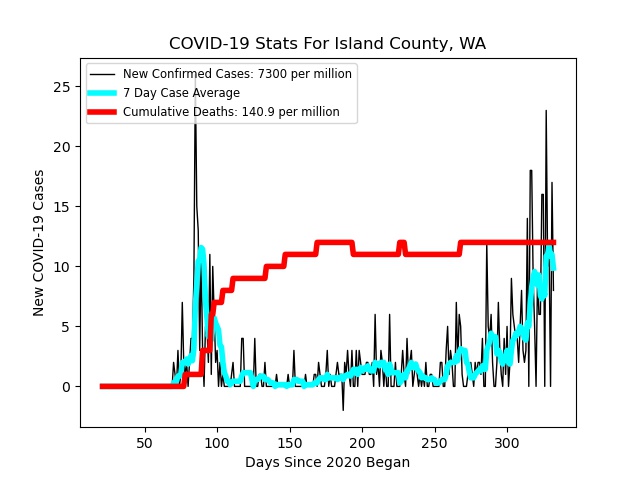 COVID-19 Stats For Island County, WA
New Confirmed Cases: 7300 per million
7 Day Case Average
Cumulative Deaths: 140.9 per million
New COVID-19 Cases
25
20
15
10
5
0
50 100 150 200 250 300
Days Since 2020 Began